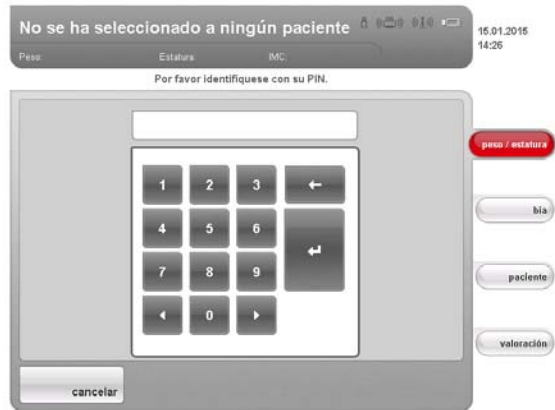 No se ha seleccionado a ningún paciente
15.01.2015
14:26
Peso: Estatura: IMC:
Por favor identifiquese con su PIN.
peso / estatura
1 2 3
4 5 6
bia
7 8 9
paciente
0
valoración
cancelar